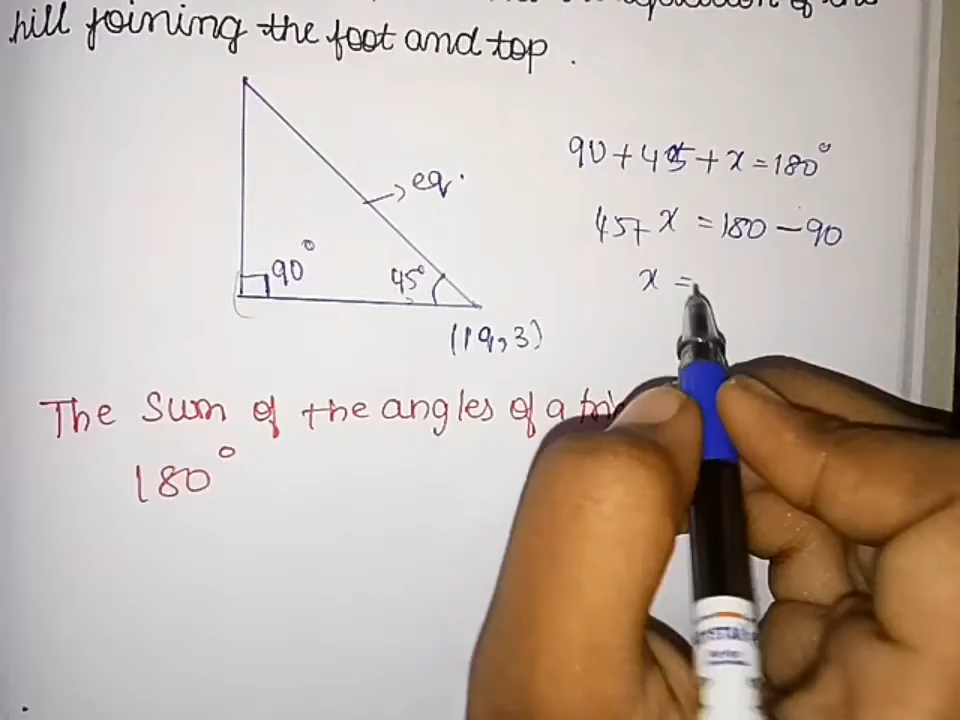 hill joining the foot and top.
90+45+x=180°
eq.
45+x=180-90
90°
45°
x=
(19,3)
The sum of the angles of a
180°